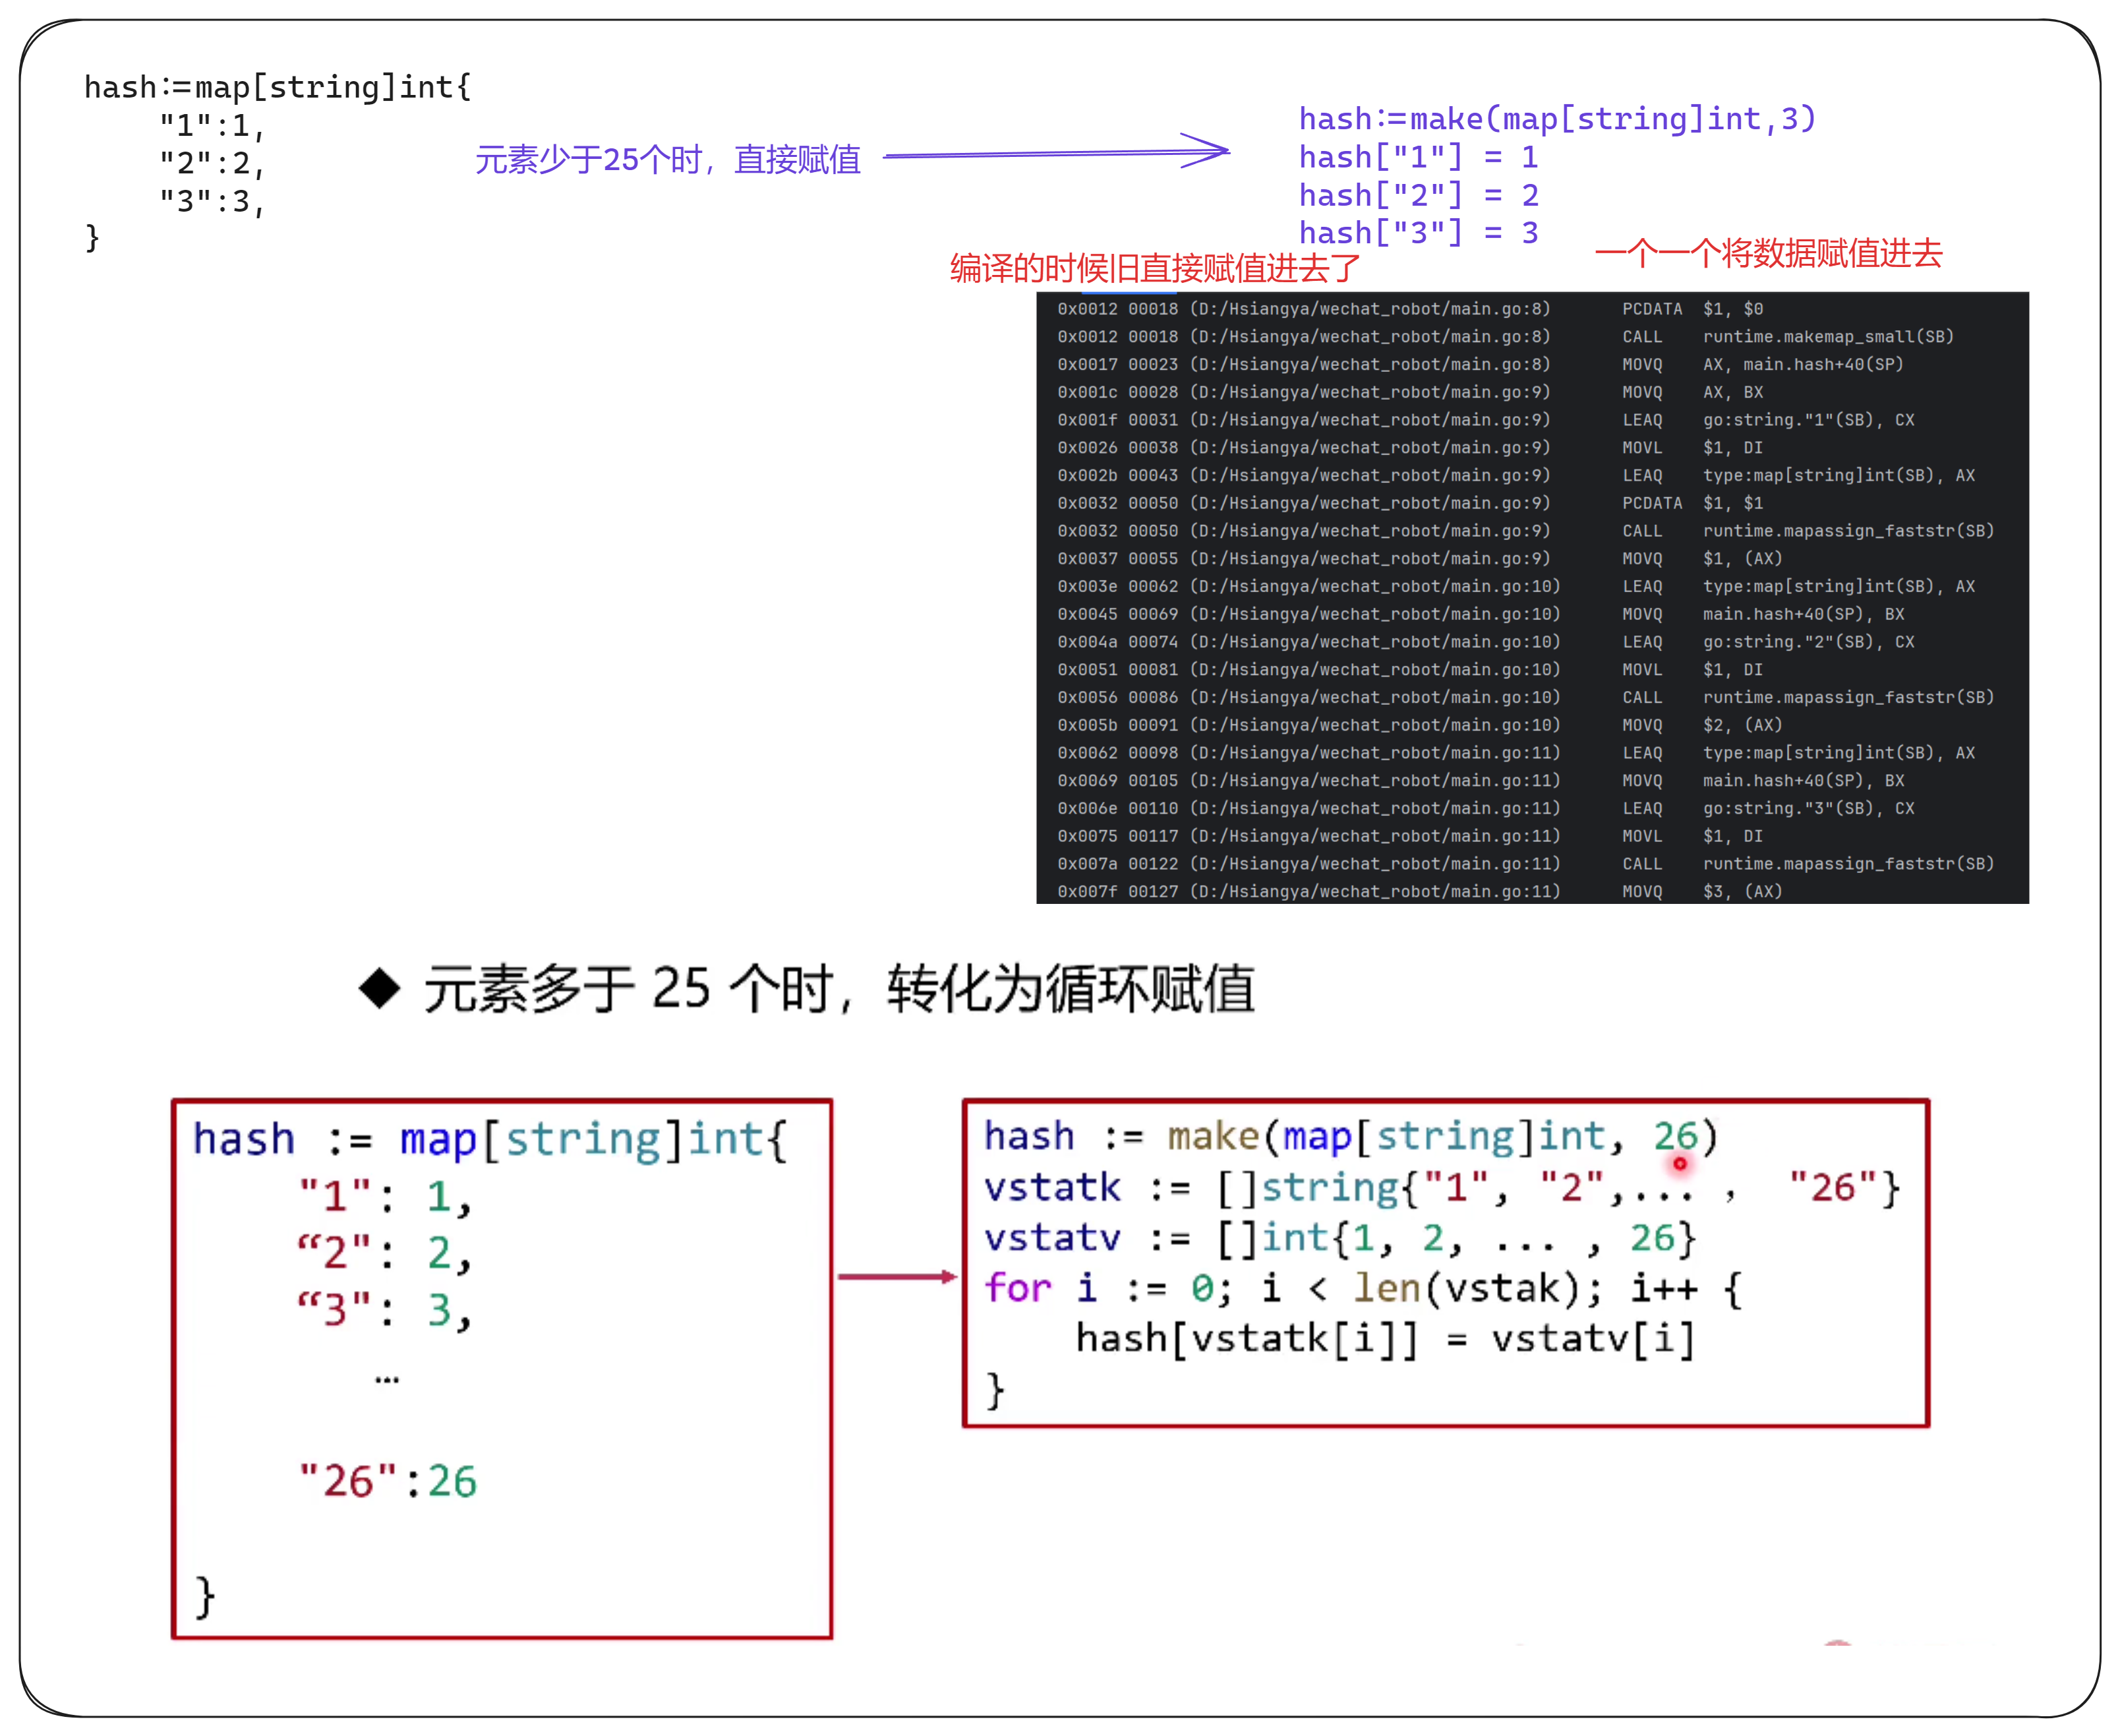 hash:=map[string]int{
"1":1,
"2":2,
"3":3,
}
元素少于25个时，直接赋值
hash:=make(map[string]int,3)
hash["1"] = 1
hash["2"] = 2
hash["3"] = 3
编译的时候旧直接赋值进去了
一个一个将数据赋值进去
0x0012 00018 (D:/Hsiangya/wechat_robot/main.go:8) PCDATA $1, $0
0x0012 00018 (D:/Hsiangya/wechat_robot/main.go:8) CALL runtime.makemap_small(SB)
0x0017 00023 (D:/Hsiangya/wechat_robot/main.go:8) MOVQ AX, main.hash+40(SP)
0x001c 00028 (D:/Hsiangya/wechat_robot/main.go:9) MOVQ AX, BX
0x001f 00031 (D:/Hsiangya/wechat_robot/main.go:9) LEAQ go:string."1"(SB), CX
0x0026 00038 (D:/Hsiangya/wechat_robot/main.go:9) MOVL $1, DI
0x002b 00043 (D:/Hsiangya/wechat_robot/main.go:9) LEAQ type:map[string]int(SB), AX
0x0032 00050 (D:/Hsiangya/wechat_robot/main.go:9) PCDATA $1, $1
0x0032 00050 (D:/Hsiangya/wechat_robot/main.go:9) CALL runtime.mapassign_faststr(SB)
0x0037 00055 (D:/Hsiangya/wechat_robot/main.go:9) MOVQ $1, (AX)
0x003e 00062 (D:/Hsiangya/wechat_robot/main.go:10) LEAQ type:map[string]int(SB), AX
0x0045 00069 (D:/Hsiangya/wechat_robot/main.go:10) MOVQ main.hash+40(SP), BX
0x004a 00074 (D:/Hsiangya/wechat_robot/main.go:10) LEAQ go:string."2"(SB), CX
0x0051 00081 (D:/Hsiangya/wechat_robot/main.go:10) MOVL $1, DI
0x0056 00086 (D:/Hsiangya/wechat_robot/main.go:10) CALL runtime.mapassign_faststr(SB)
0x005b 00091 (D:/Hsiangya/wechat_robot/main.go:10) MOVQ $2, (AX)
0x0062 00098 (D:/Hsiangya/wechat_robot/main.go:11) LEAQ type:map[string]int(SB), AX
0x0069 00105 (D:/Hsiangya/wechat_robot/main.go:11) MOVQ main.hash+40(SP), BX
0x006e 00110 (D:/Hsiangya/wechat_robot/main.go:11) LEAQ go:string."3"(SB), CX
0x0075 00117 (D:/Hsiangya/wechat_robot/main.go:11) MOVL $1, DI
0x007a 00122 (D:/Hsiangya/wechat_robot/main.go:11) CALL runtime.mapassign_faststr(SB)
0x007f 00127 (D:/Hsiangya/wechat_robot/main.go:11) MOVQ $3, (AX)
◆ 元素多于 25 个时，转化为循环赋值
hash := map[string]int{
"1": 1,
“2": 2,
“3": 3,
…
"26":26
}
hash := make(map[string]int, 26)
vstatk := []string{"1", "2",... ， "26"}
vstatv := []int{1, 2, ... , 26}
for i := 0; i < len(vstak); i++ {
hash[vstatk[i]] = vstatv[i]
}